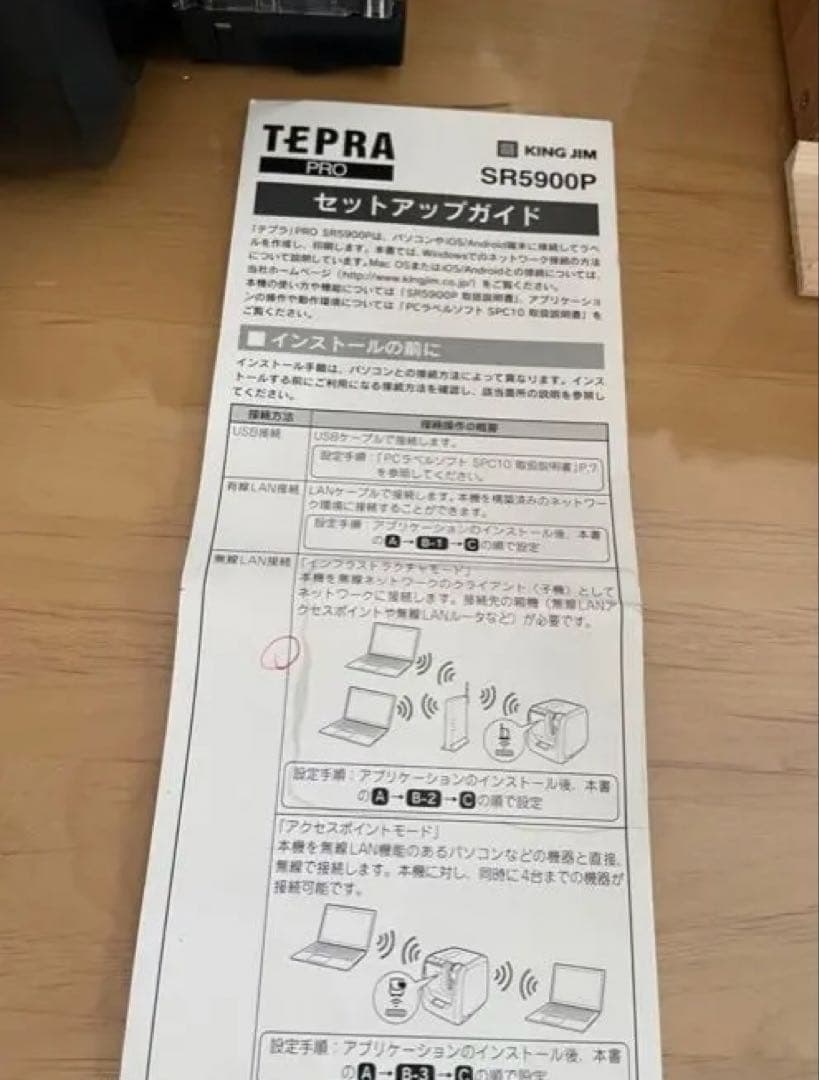 TEPRA
PRO
KING JIM
SR5900P
セットアップガイド
「テプラ」PRO SR5900Pは、パソコンやiOS/Android端末に接続してラベ
ルを作成し、印刷します。本書では、Windowsでのネットワーク接続の方法
について説明しています。Mac OSまたはiOS/Androidとの接続については、
当社ホームページ（http://www.kingjim.co.jp/）をご覧ください。
本機の使い方や機能については「SR5900P 取扱説明書」、アプリケーショ
ンの操作や動作環境については「PCラベルソフト SPC10 取扱説明書」を
ご覧ください。
■ インストールの前に
インストール手順は、パソコンとの接続方法によって異なります。インス
トールする前にご利用になる接続方法を確認し、該当箇所の説明を参照し
てください。
接続方法
接続操作の概要
USB接続
USBケーブルで接続します。
設定手順：「PCラベルソフト SPC10 取扱説明書」P.7
を参照してください。
有線LAN接続
LANケーブルで接続します。本機を構築済みのネットワー
ク環境に接続することができます。
設定手順：アプリケーションのインストール後、本書
のA→B-1→Cの順で設定
無線LAN接続
「インフラストラクチャモード」
本機を無線ネットワークのクライアント（子機）として
ネットワークに接続します。接続先の親機（無線LANア
クセスポイントや無線LANルータなど）が必要です。
設定手順：アプリケーションのインストール後、本書
のA→B-2→Cの順で設定
「アクセスポイントモード」
本機を無線LAN機能のあるパソコンなどの機器と直接、
無線で接続します。本機に対し、同時に4台までの機器が
接続可能です。
設定手順：アプリケーションのインストール後、本書
のA→B-3→Cの順で設定